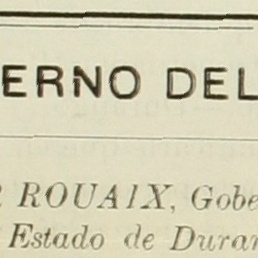 ERNO DEL
R ROUAIX, Gobe
Estado de Duran